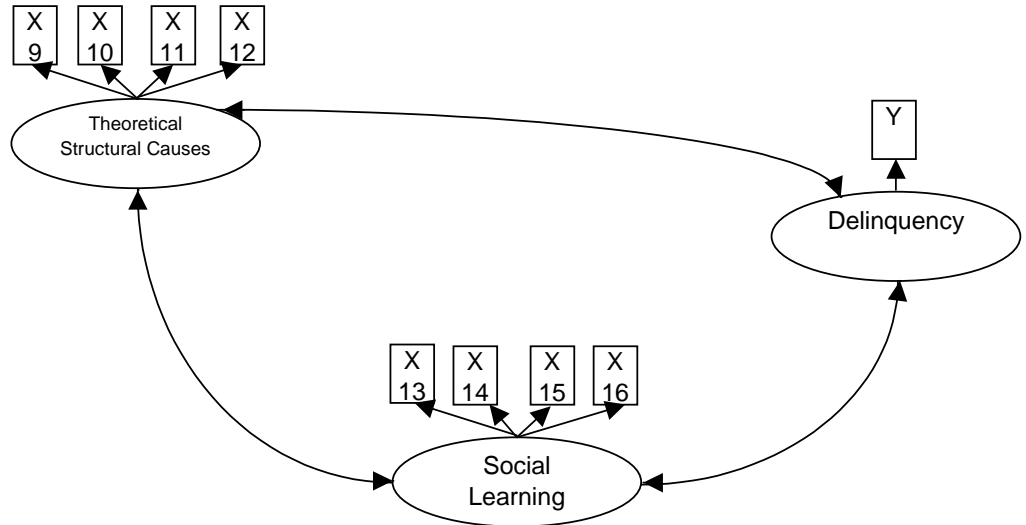 X
9
X
10
X
11
X
12
Theoretical
Structural Causes
Y
Delinquency
X
13
X
14
X
15
X
16
Social
Learning